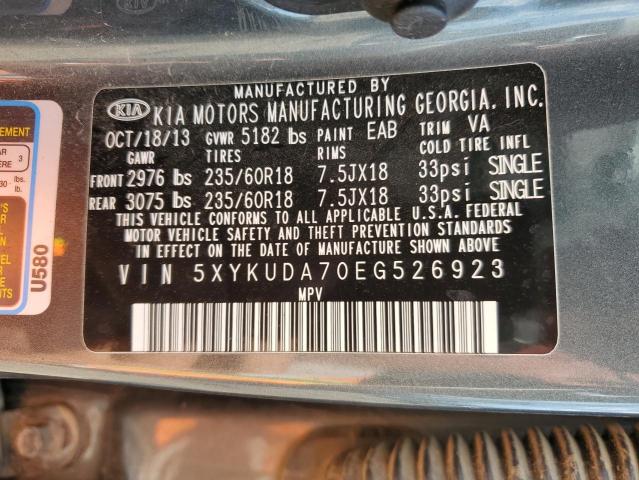 MANUFACTURED BY
KIA KIA MOTORS MANUFACTURING GEORGIA, INC.
OCT/18/13 GVWR 5182 lbs PAINT EAB TRIM VA
GAWR TIRES RIMS COLD TIRE INFL
FRONT 2976 lbs 235/60R18 7.5JX18 33psi SINGLE
REAR 3075 lbs 235/60R18 7.5JX18 33psi SINGLE
THIS VEHICLE CONFORMS TO ALL APPLICABLE U.S.A. FEDERAL
MOTOR VEHICLE SAFETY AND THEFT PREVENTION STANDARDS
IN EFFECT ON THE DATE OF MANUFACTURE SHOWN ABOVE
VIN 5XYKUDA70EG526923
MPV
U580